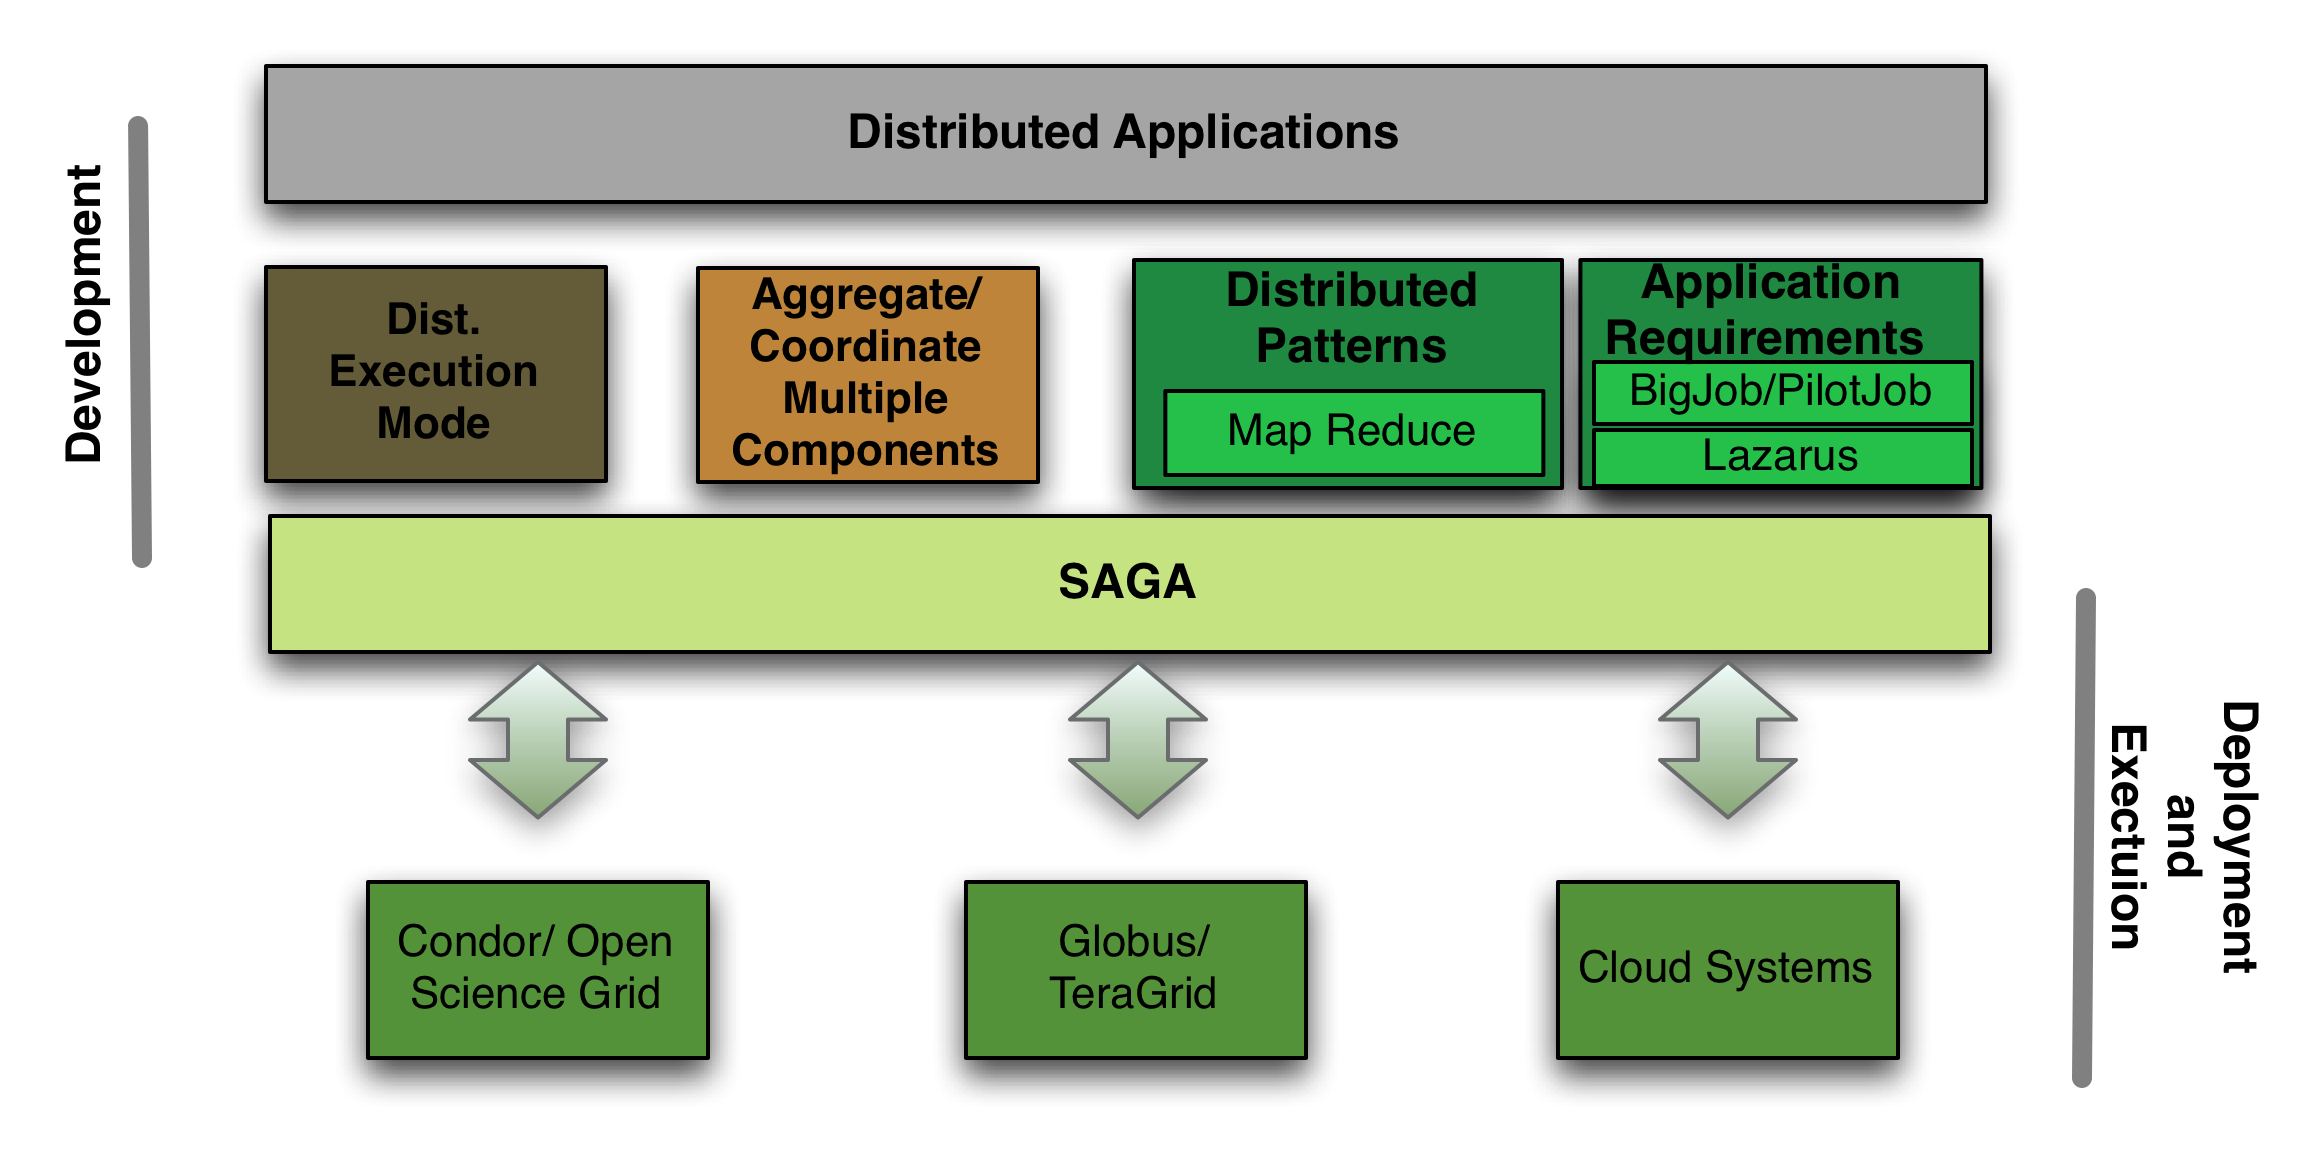 Distributed Applications
Development
Dist.
Execution
Mode
Aggregate/
Coordinate
Multiple
Components
Distributed
Patterns
Map Reduce
Application
Requirements
BigJob/PilotJob
Lazarus
SAGA
Deployment
and
Exectuion
Condor/ Open
Science Grid
Globus/
TeraGrid
Cloud Systems